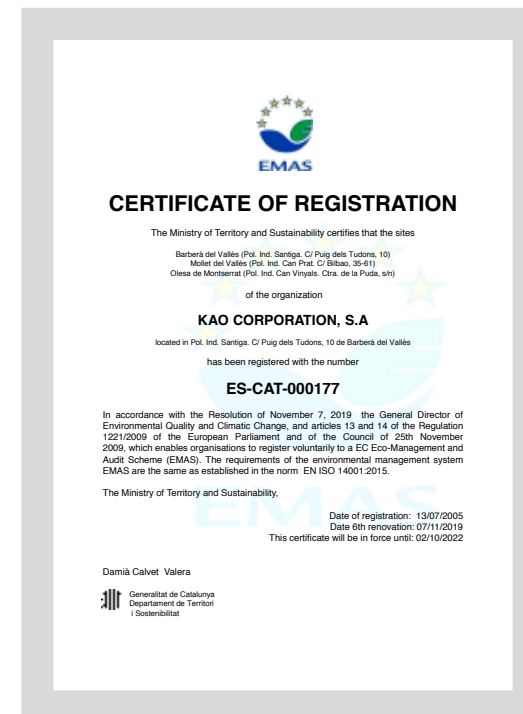 EMAS
CERTIFICATE OF REGISTRATION
The Ministry of Territory and Sustainability certifies that the sites
Barberà del Vallès (Pol. Ind. Santiga. C/ Puig dels Tudons, 10)
Mollet del Vallès (Pol. Ind. Can Prat. C/ Bilbao, 35-61)
Olesa de Montserrat (Pol. Ind. Can Vinyals. Ctra. de la Puda, s/n)
of the organization
KAO CORPORATION, S.A
located in Pol. Ind. Santiga. C/ Puig dels Tudons, 10 de Barberà del Vallès
has been registered with the number
ES-CAT-000177
In accordance with the Resolution of November 7, 2019 the General Director of
Environmental Quality and Climatic Change, and articles 13 and 14 of the Regulation
1221/2009 of the European Parliament and of the Council of 25th November
2009, which enables organisations to register voluntarily to a EC Eco-Management and
Audit Scheme (EMAS). The requirements of the environmental management system
EMAS are the same as established in the norm EN ISO 14001:2015.
The Ministry of Territory and Sustainability,
EMAS
Date of registration: 13/07/2005
Date 6th renovation: 07/11/2019
This certificate will be in force until: 02/10/2022
Damià Calvet Valera
Generalitat de Catalunya
Departament de Territori
i Sostenibilitat